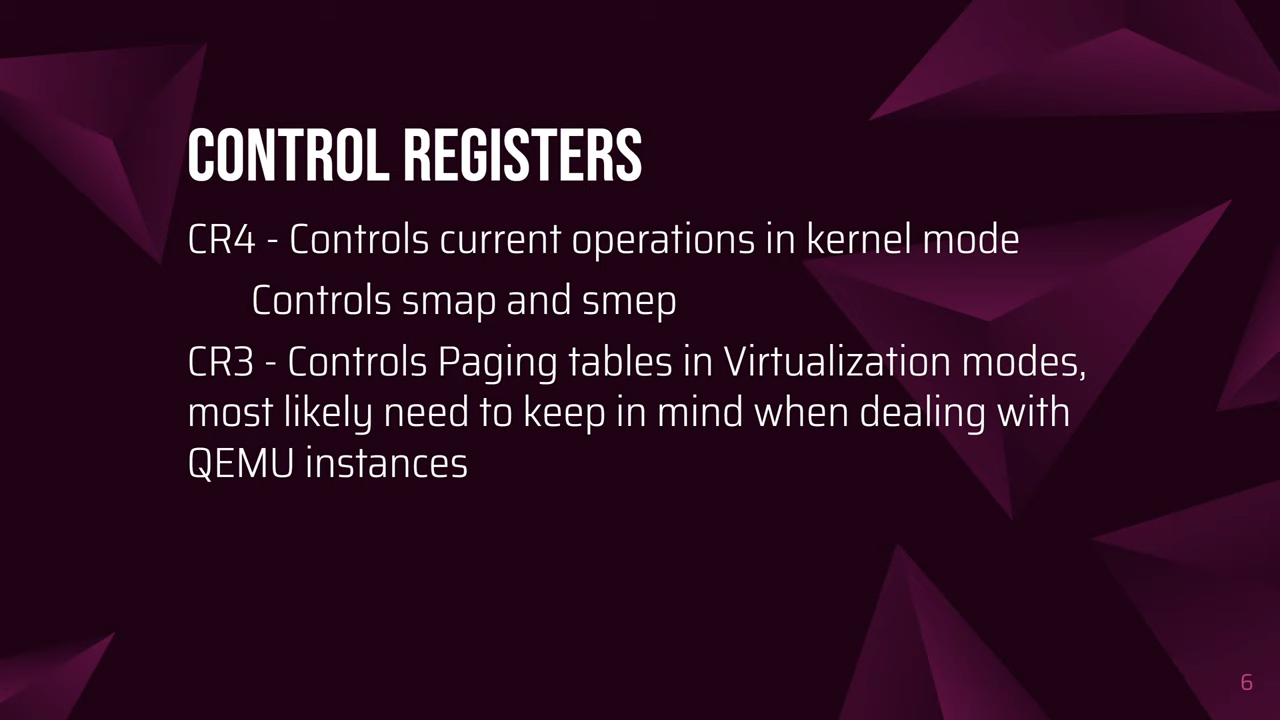 CONTROL REGISTERS
CR4 - Controls current operations in kernel mode
Controls smap and smep
CR3 - Controls Paging tables in Virtualization modes,
most likely need to keep in mind when dealing with
QEMU instances
6